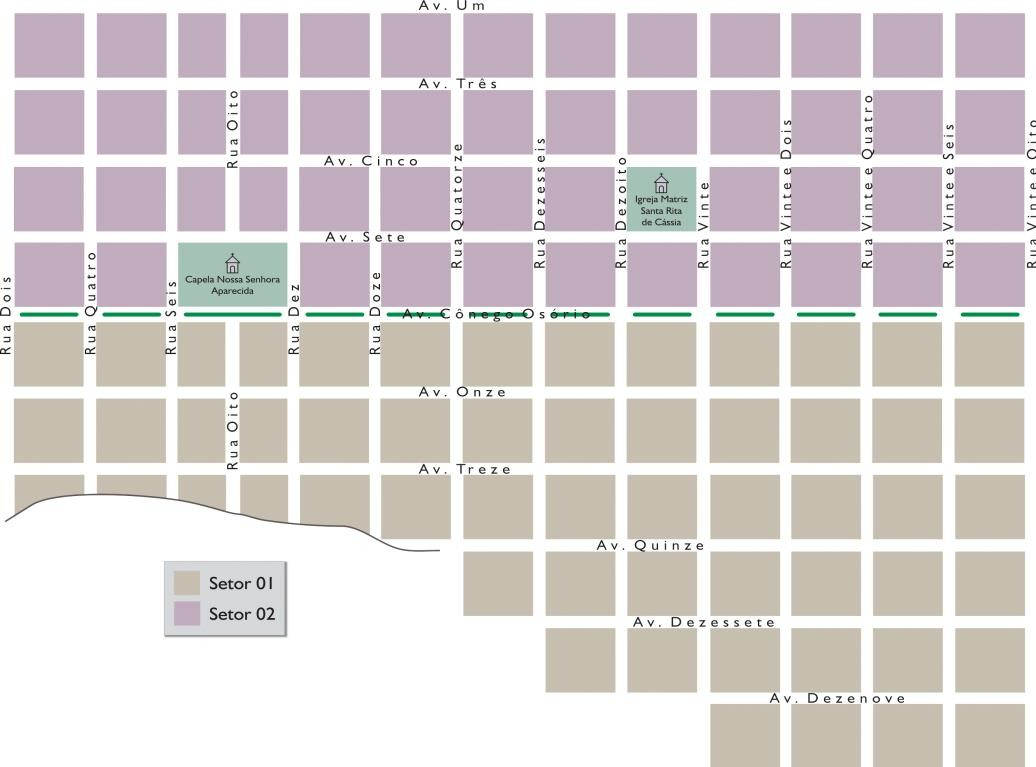 Av. Um
Av. Três
Rua Oito
Av. Cinco
Rua Quatorze
Rua Dezesseis
Rua Dezoito
Igreja Matriz
Santa Rita
de Cássia
Rua Vinte
Rua Vinte e Dois
Rua Vinte e Quatro
Rua Vinte e Seis
Rua Vinte e Oito
Av. Sete
Capela Nossa Senhora
Aparecida
Rua Dois
Rua Quatro
Rua Seis
Rua Dez
Rua Doze
Av. Cônego Osório
Av. Onze
Rua Oito
Av. Treze
Av. Quinze
Setor 01
Setor 02
Av. Dezessete
Av. Dezenove